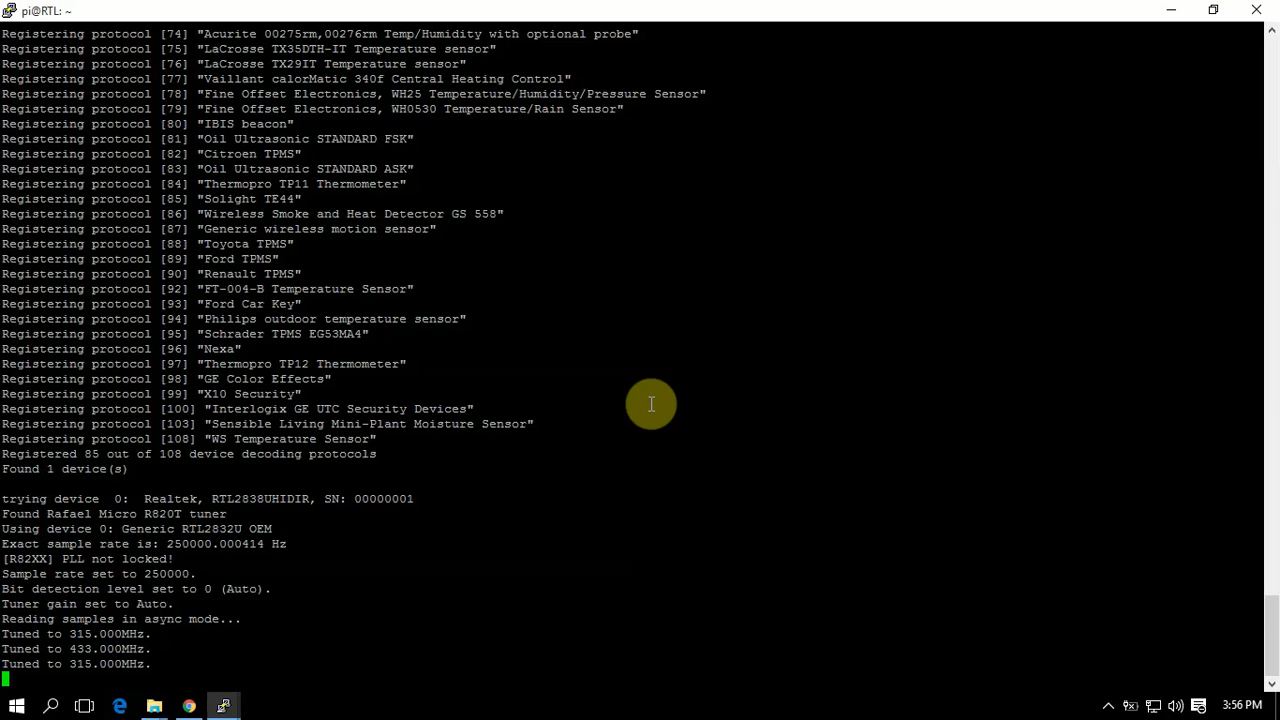 pi@RTL: ~
Registering protocol [74] "Acurite 00275rm,00276rm Temp/Humidity with optional probe"
Registering protocol [75] "LaCrosse TX35DTH-IT Temperature sensor"
Registering protocol [76] "LaCrosse TX29IT Temperature sensor"
Registering protocol [77] "Vaillant calorMatic 340f Central Heating Control"
Registering protocol [78] "Fine Offset Electronics, WH25 Temperature/Humidity/Pressure Sensor"
Registering protocol [79] "Fine Offset Electronics, WH0530 Temperature/Rain Sensor"
Registering protocol [80] "IBIS beacon"
Registering protocol [81] "Oil Ultrasonic STANDARD FSK"
Registering protocol [82] "Citroen TPMS"
Registering protocol [83] "Oil Ultrasonic STANDARD ASK"
Registering protocol [84] "Thermopro TP11 Thermometer"
Registering protocol [85] "Solight TE44"
Registering protocol [86] "Wireless Smoke and Heat Detector GS 558"
Registering protocol [87] "Generic wireless motion sensor"
Registering protocol [88] "Toyota TPMS"
Registering protocol [89] "Ford TPMS"
Registering protocol [90] "Renault TPMS"
Registering protocol [92] "FT-004-B Temperature Sensor"
Registering protocol [93] "Ford Car Key"
Registering protocol [94] "Philips outdoor temperature sensor"
Registering protocol [95] "Schrader TPMS EG53MA4"
Registering protocol [96] "Nexa"
Registering protocol [97] "Thermopro TP12 Thermometer"
Registering protocol [98] "GE Color Effects"
Registering protocol [99] "X10 Security"
Registering protocol [100] "Interlogix GE UTC Security Devices"
Registering protocol [103] "Sensible Living Mini-Plant Moisture Sensor"
Registering protocol [108] "WS Temperature Sensor"
Registered 85 out of 108 device decoding protocols
Found 1 device(s)
trying device  0:  Realtek, RTL2838UHIDIR, SN: 00000001
Found Rafael Micro R820T tuner
Using device 0: Generic RTL2832U OEM
Exact sample rate is: 250000.000414 Hz
[R82XX] PLL not locked!
Sample rate set to 250000.
Bit detection level set to 0 (Auto).
Tuner gain set to Auto.
Reading samples in async mode...
Tuned to 315.000MHz.
Tuned to 433.000MHz.
Tuned to 315.000MHz.
3:56 PM